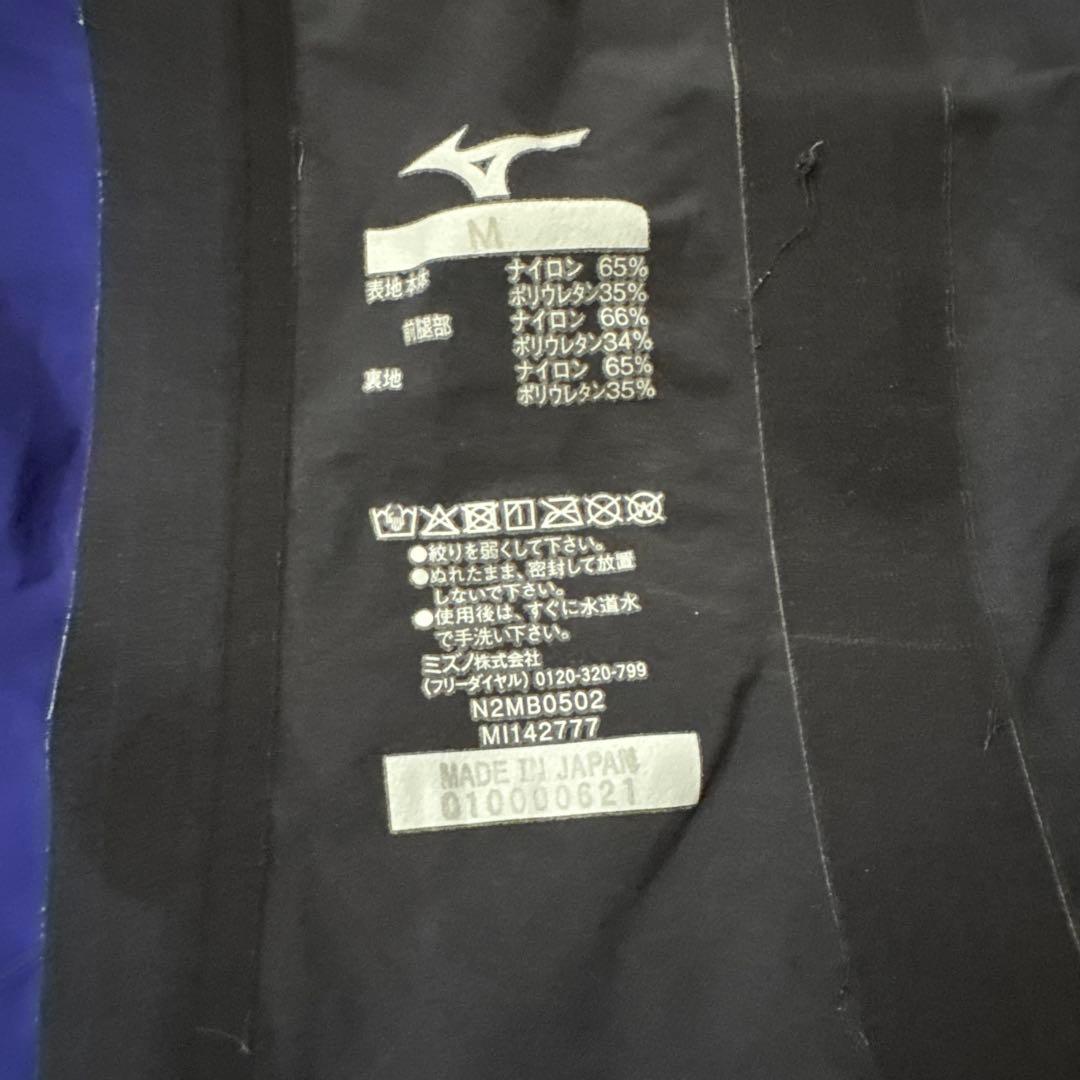 M
表地本体 ナイロン 65%
ポリウレタン35%
前腿部 ナイロン 66%
ポリウレタン34%
裏地 ナイロン 65%
ポリウレタン35%
●絞りを弱くして下さい。
●ぬれたまま、密封して放置
しないで下さい。
●使用後は、すぐに水道水
で手洗い下さい。
ミズノ株式会社
(フリーダイヤル) 0120-320-799
N2MB0502
MI142777
MADE IN JAPAN
010000621